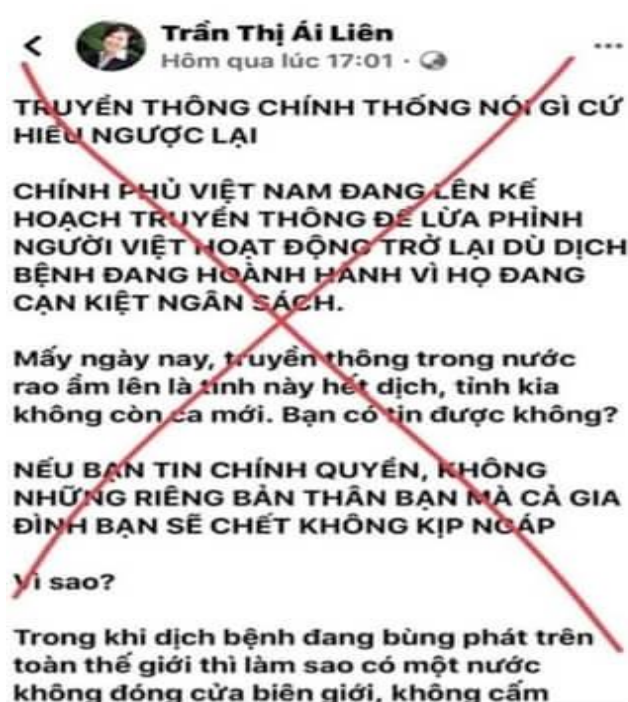 Trần Thị Ái Liên
Hôm qua lúc 17:01 ·
TRUYỀN THÔNG CHÍNH THỐNG NÓI GÌ CỨ
HIỂU NGƯỢC LẠI
CHÍNH PHỦ VIỆT NAM ĐANG LÊN KẾ
HOẠCH TRUYỀN THÔNG ĐỂ LỪA PHỈNH
NGƯỜI VIỆT HOẠT ĐỘNG TRỞ LẠI DÙ DỊCH
BỆNH ĐANG HOÀNH HÀNH VÌ HỌ ĐANG
CẠN KIỆT NGÂN SÁCH.
Mấy ngày nay, truyền thông trong nước
rao ầm lên là tỉnh này hết dịch, tỉnh kia
không còn ca mới. Bạn có tin được không?
NẾU BẠN TIN CHÍNH QUYỀN, KHÔNG
NHỮNG RIÊNG BẢN THÂN BẠN MÀ CẢ GIA
ĐÌNH BẠN SẼ CHẾT KHÔNG KỊP NGÁP
Vì sao?
Trong khi dịch bệnh đang bùng phát trên
toàn thế giới thì làm sao có một nước
không đóng cửa biên giới, không cấm